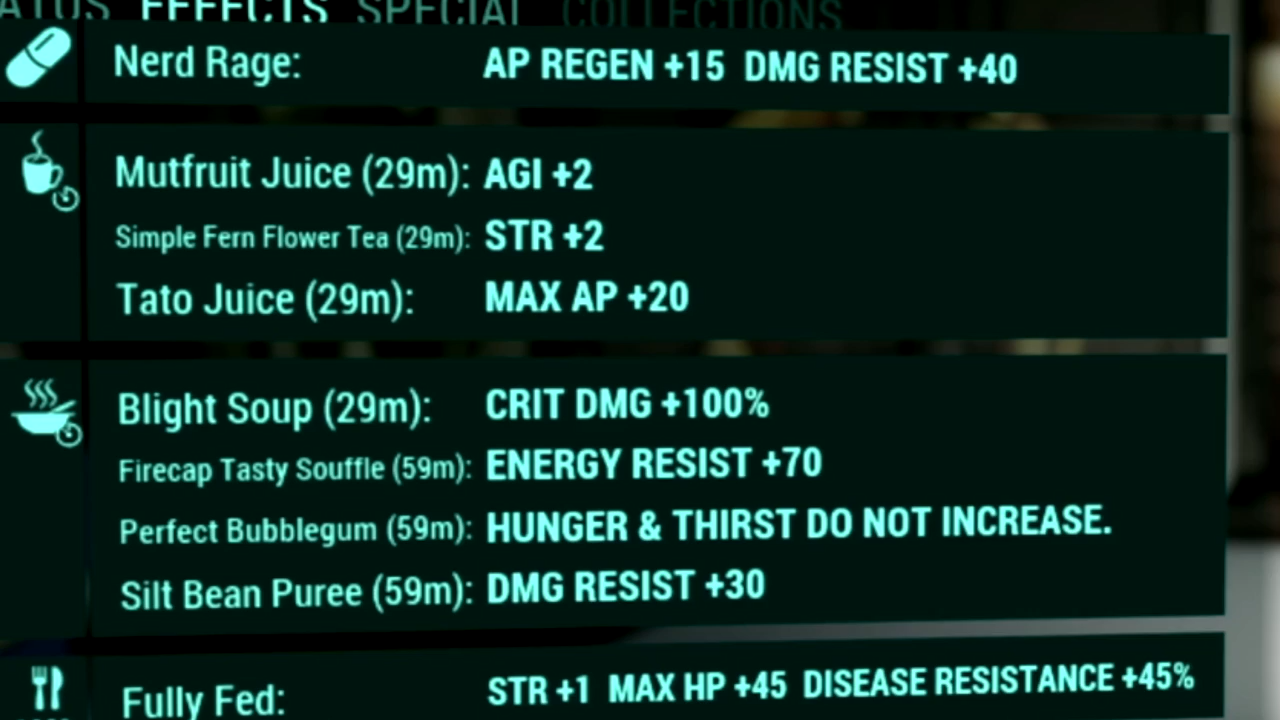 EFFECTS SPECIAL COLLECTIONS
Nerd Rage: AP REGEN +15 DMG RESIST +40
Mutfruit Juice (29m): AGI +2
Simple Fern Flower Tea (29m): STR +2
Tato Juice (29m): MAX AP +20
Blight Soup (29m): CRIT DMG +100%
Firecap Tasty Souffle (59m): ENERGY RESIST +70
Perfect Bubblegum (59m): HUNGER & THIRST DO NOT INCREASE.
Silt Bean Puree (59m): DMG RESIST +30
Fully Fed: STR +1 MAX HP +45 DISEASE RESISTANCE +45%